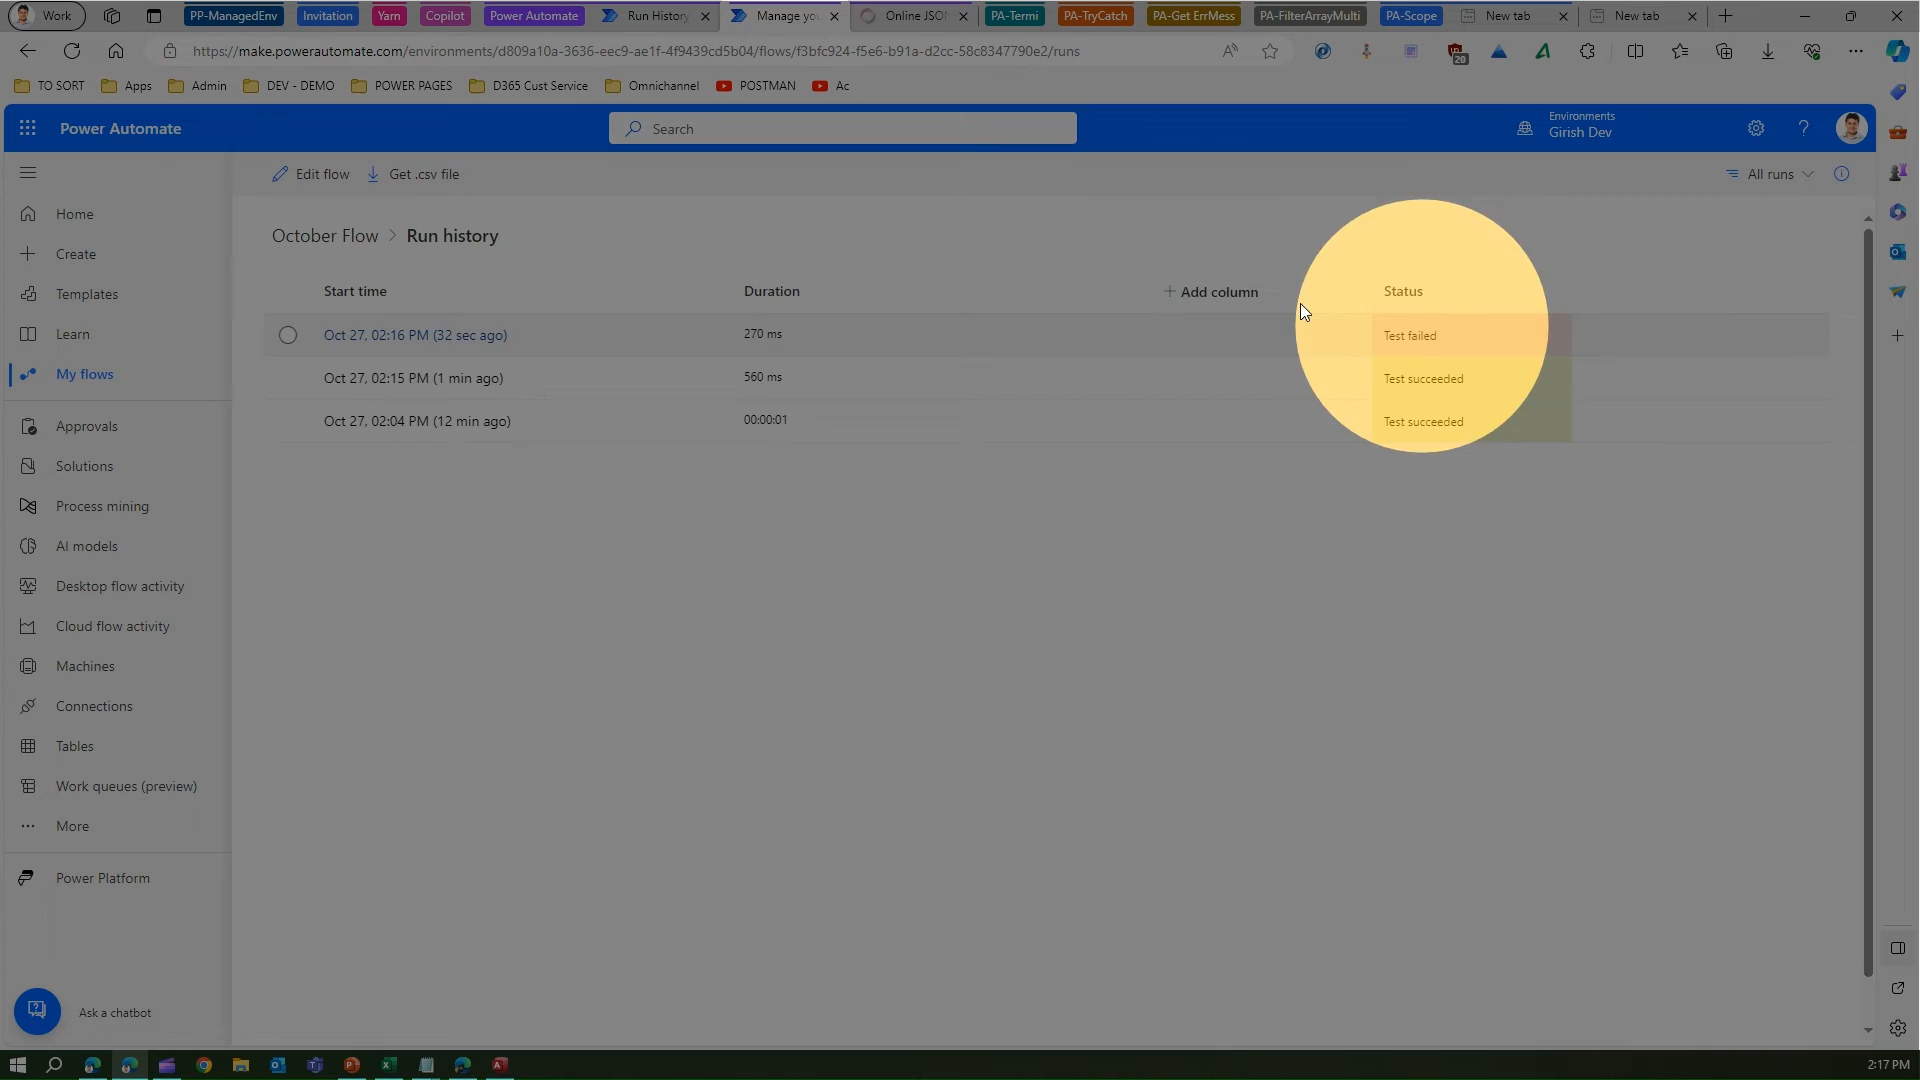 Work
PP-ManagedEnv
Invitation
Yarn
Copilot
Power Automate
Run History
Manage you
Online JSO
PA-Termi
PA-TryCatch
PA-Get ErrMess
PA-FilterArrayMulti
PA-Scope
New tab
New tab
https://make.powerautomate.com/environments/d809a10a-3636-eec9-ae1f-4f9439cd5b04/flows/f3bfc924-f5e6-b91a-d2cc-58c8347790e2/runs
20
TO SORT
Apps
Admin
DEV - DEMO
POWER PAGES
D365 Cust Service
Omnichannel
POSTMAN
Ac
Power Automate
Search
Environments
Girish Dev
Edit flow
Get .csv file
All runs
Home
Create
Templates
Learn
My flows
Approvals
Solutions
Process mining
AI models
Desktop flow activity
Cloud flow activity
Machines
Connections
Tables
Work queues (preview)
More
Power Platform
Ask a chatbot
October Flow > Run history
Start time Duration + Add column Status
Oct 27, 02:16 PM (32 sec ago) 270 ms Test failed
Oct 27, 02:15 PM (1 min ago) 560 ms Test succeeded
Oct 27, 02:04 PM (12 min ago) 00:00:01 Test succeeded
2:17 PM